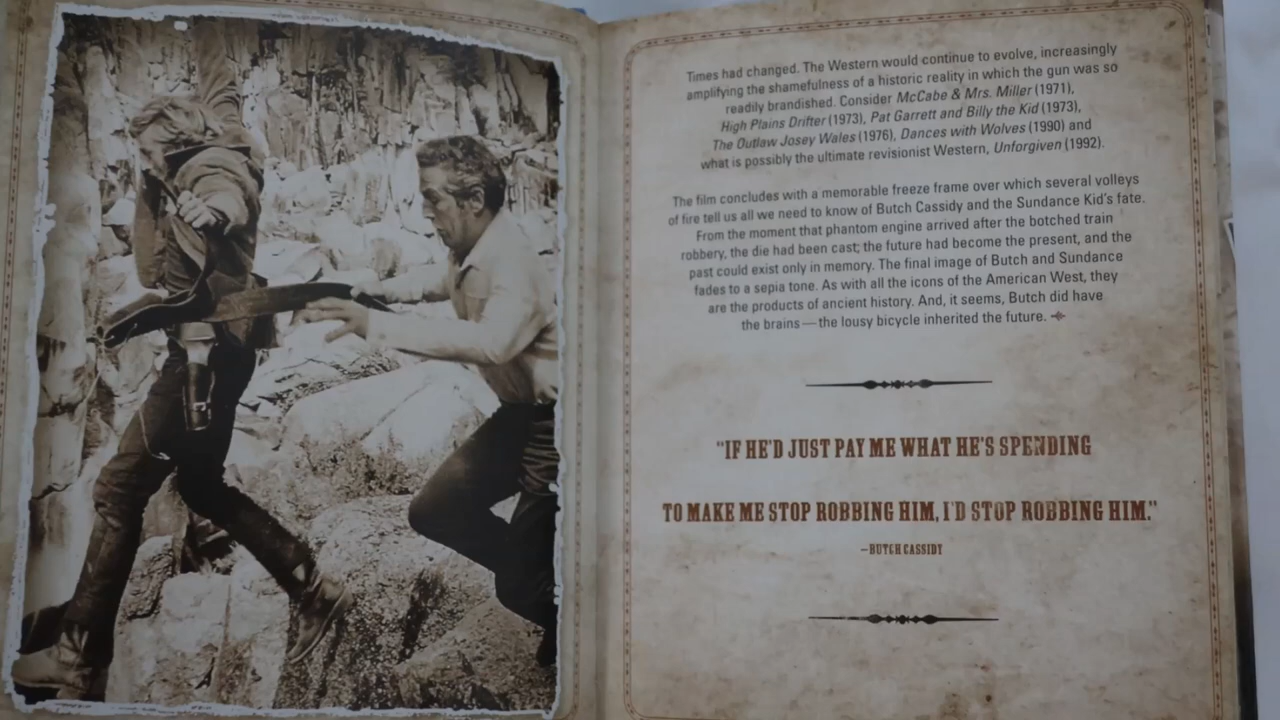 Times had changed. The Western would continue to evolve, increasingly
amplifying the shamefulness of a historic reality in which the gun was so
readily brandished. Consider McCabe & Mrs. Miller (1971),
High Plains Drifter (1973), Pat Garrett and Billy the Kid (1973),
The Outlaw Josey Wales (1976), Dances with Wolves (1990) and
what is possibly the ultimate revisionist Western, Unforgiven (1992).
The film concludes with a memorable freeze frame over which several volleys
of fire tell us all we need to know of Butch Cassidy and the Sundance Kid's fate.
From the moment that phantom engine arrived after the botched train
robbery, the die had been cast; the future had become the present, and the
past could exist only in memory. The final image of Butch and Sundance
fades to a sepia tone. As with all the icons of the American West, they
are the products of ancient history. And, it seems, Butch did have
the brains—the lousy bicycle inherited the future.
"IF HE'D JUST PAY ME WHAT HE'S SPENDING
TO MAKE ME STOP ROBBING HIM, I'D STOP ROBBING HIM."
—BUTCH CASSIDY